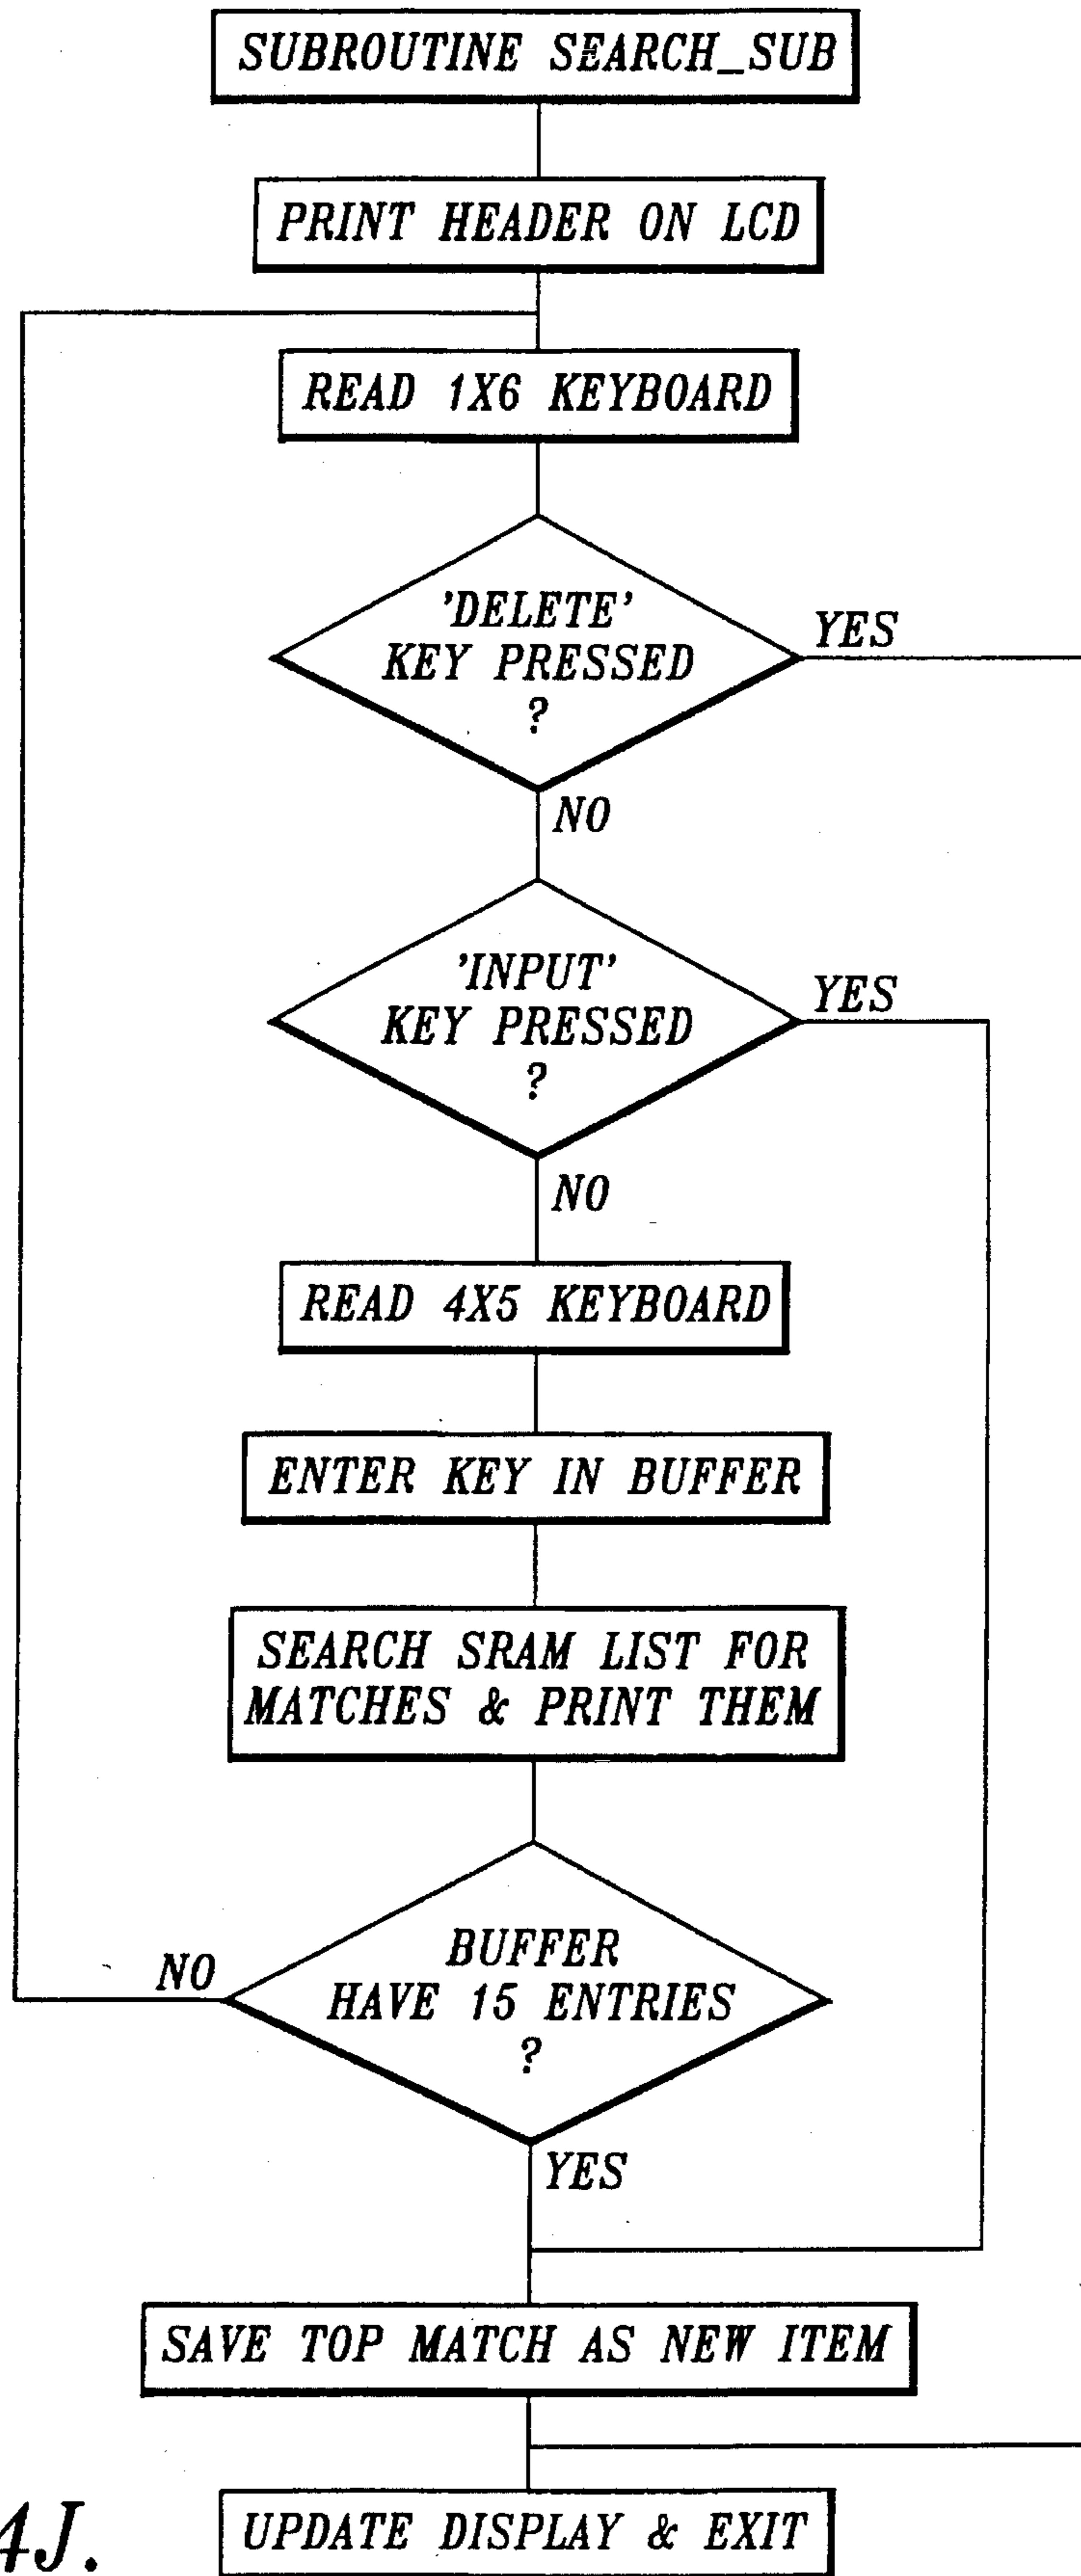 SUBROUTINE SEARCH_SUB
PRINT HEADER ON LCD
READ 1X6 KEYBOARD
'DELETE'
KEY PRESSED
?
YES
NO
'INPUT'
KEY PRESSED
?
YES
NO
READ 4X5 KEYBOARD
ENTER KEY IN BUFFER
SEARCH SRAM LIST FOR
MATCHES & PRINT THEM
BUFFER
HAVE 15 ENTRIES
?
NO
YES
SAVE TOP MATCH AS NEW ITEM
UPDATE DISPLAY & EXIT
4J.